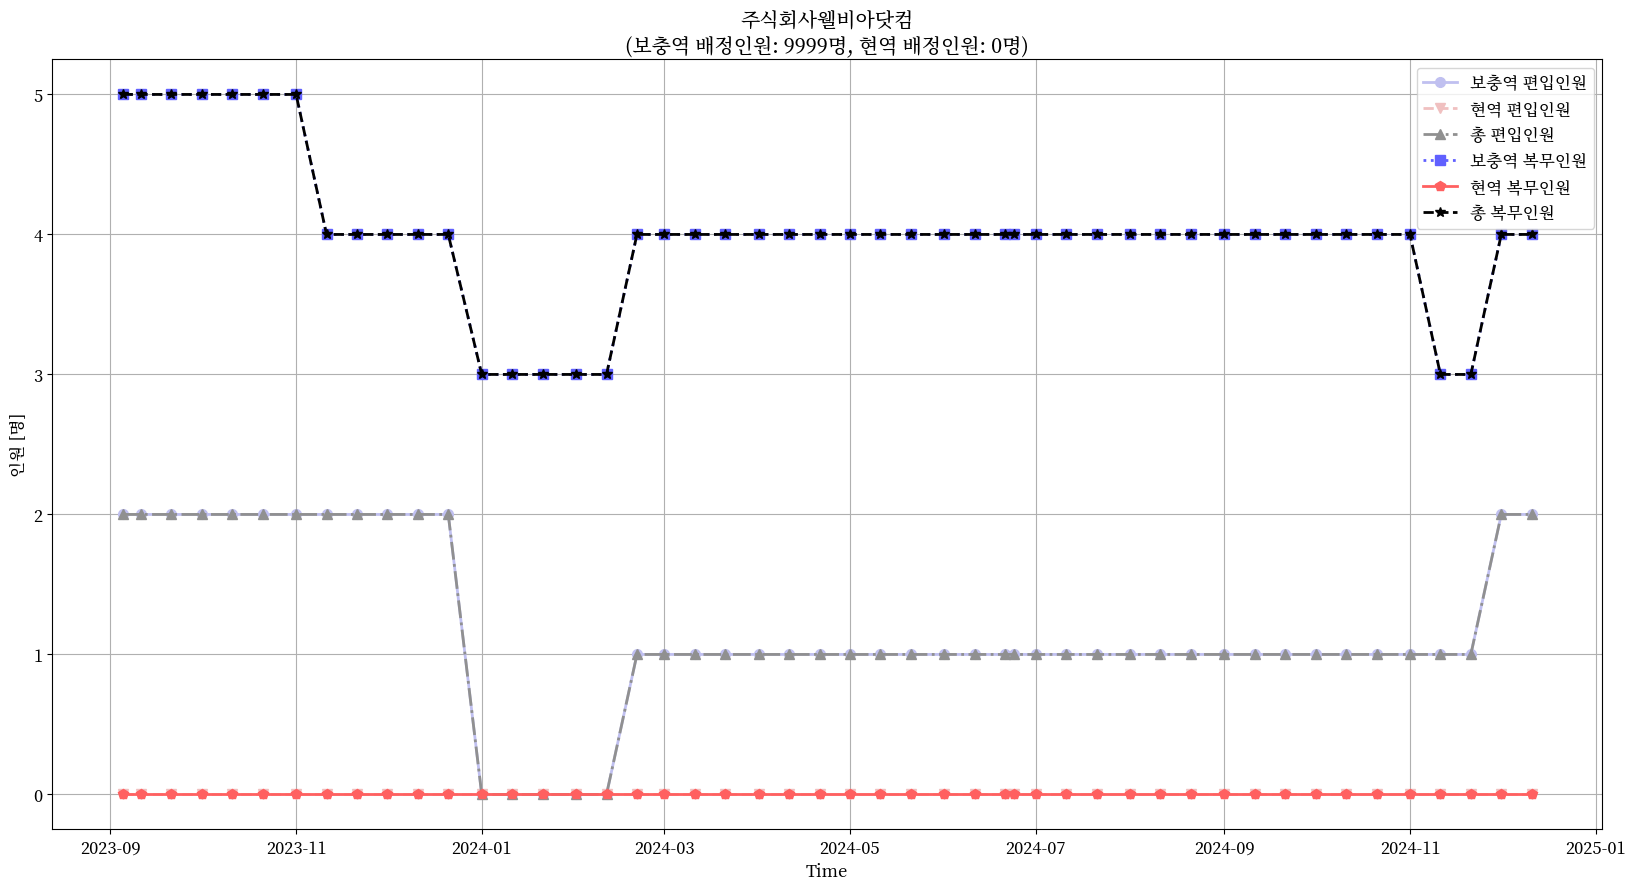 주식회사웰비아닷컴
(보충역 배정인원: 9999명, 현역 배정인원: 0명)
보충역 편입인원
현역 편입인원
총 편입인원
보충역 복무인원
현역 복무인원
총 복무인원
인원 [명]
5
4
3
2
1
0
2023-09
2023-11
2024-01
2024-03
2024-05
2024-07
2024-09
2024-11
2025-01
Time